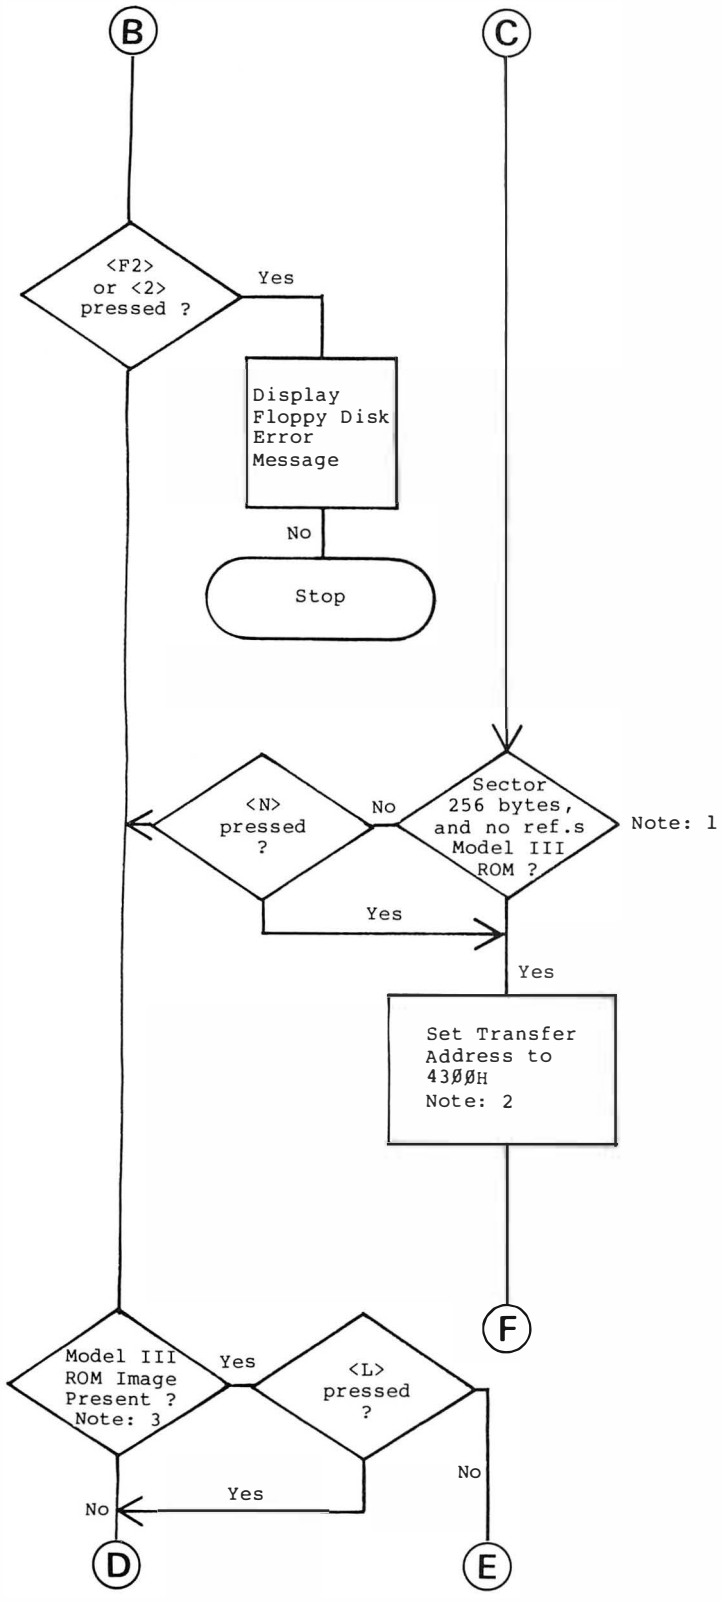 B
C
<F2>
or <2>
pressed ?
Yes
Display
Floppy Disk
Error
Message
No
Stop
<N>
pressed
?
No
Sector
256 bytes,
and no ref.s
Model III
ROM ?
Note: 1
Yes
Yes
Set Transfer
Address to
43ØØH
Note: 2
F
Model III
ROM Image
Present ?
Note: 3
Yes
<L>
pressed
?
No
Yes
No
D
E